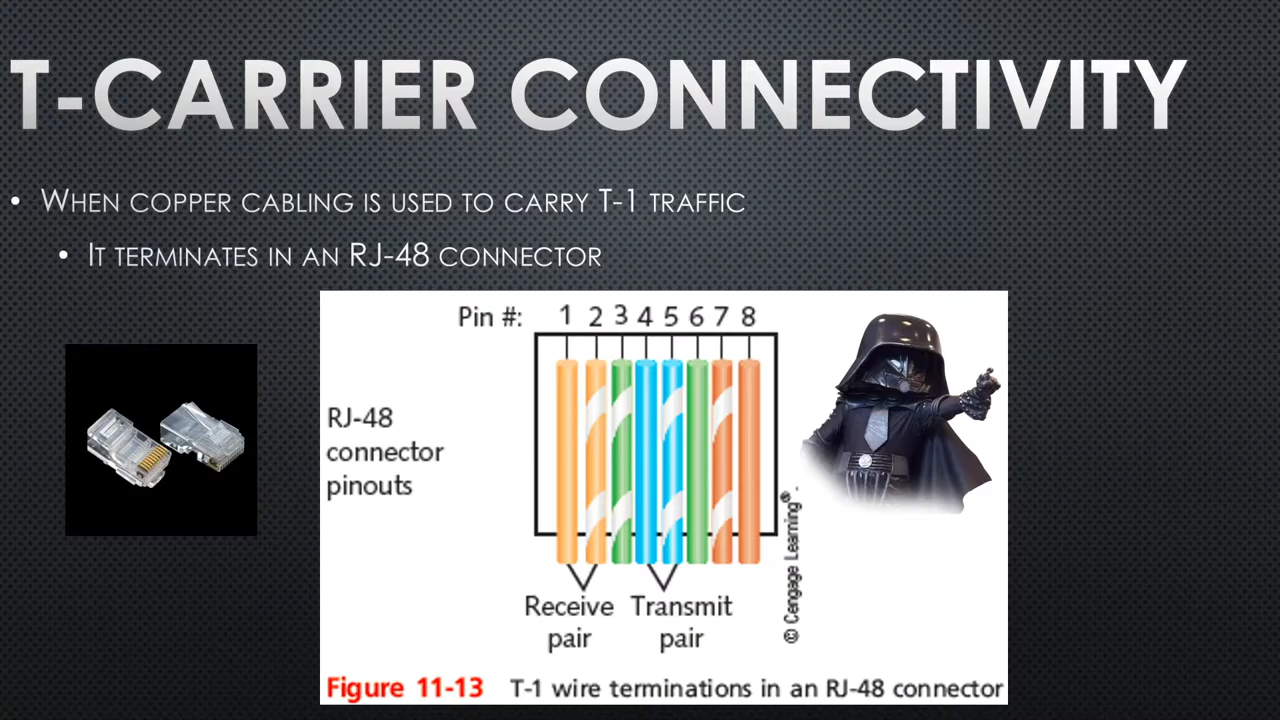 T-CARRIER CONNECTIVITY
• WHEN COPPER CABLING IS USED TO CARRY T-1 TRAFFIC
• IT TERMINATES IN AN RJ-48 CONNECTOR
Pin #: 1 2 3 4 5 6 7 8
RJ-48
connector
pinouts
Receive pair
Transmit pair
© Cengage Learning®.
Figure 11-13 T-1 wire terminations in an RJ-48 connector